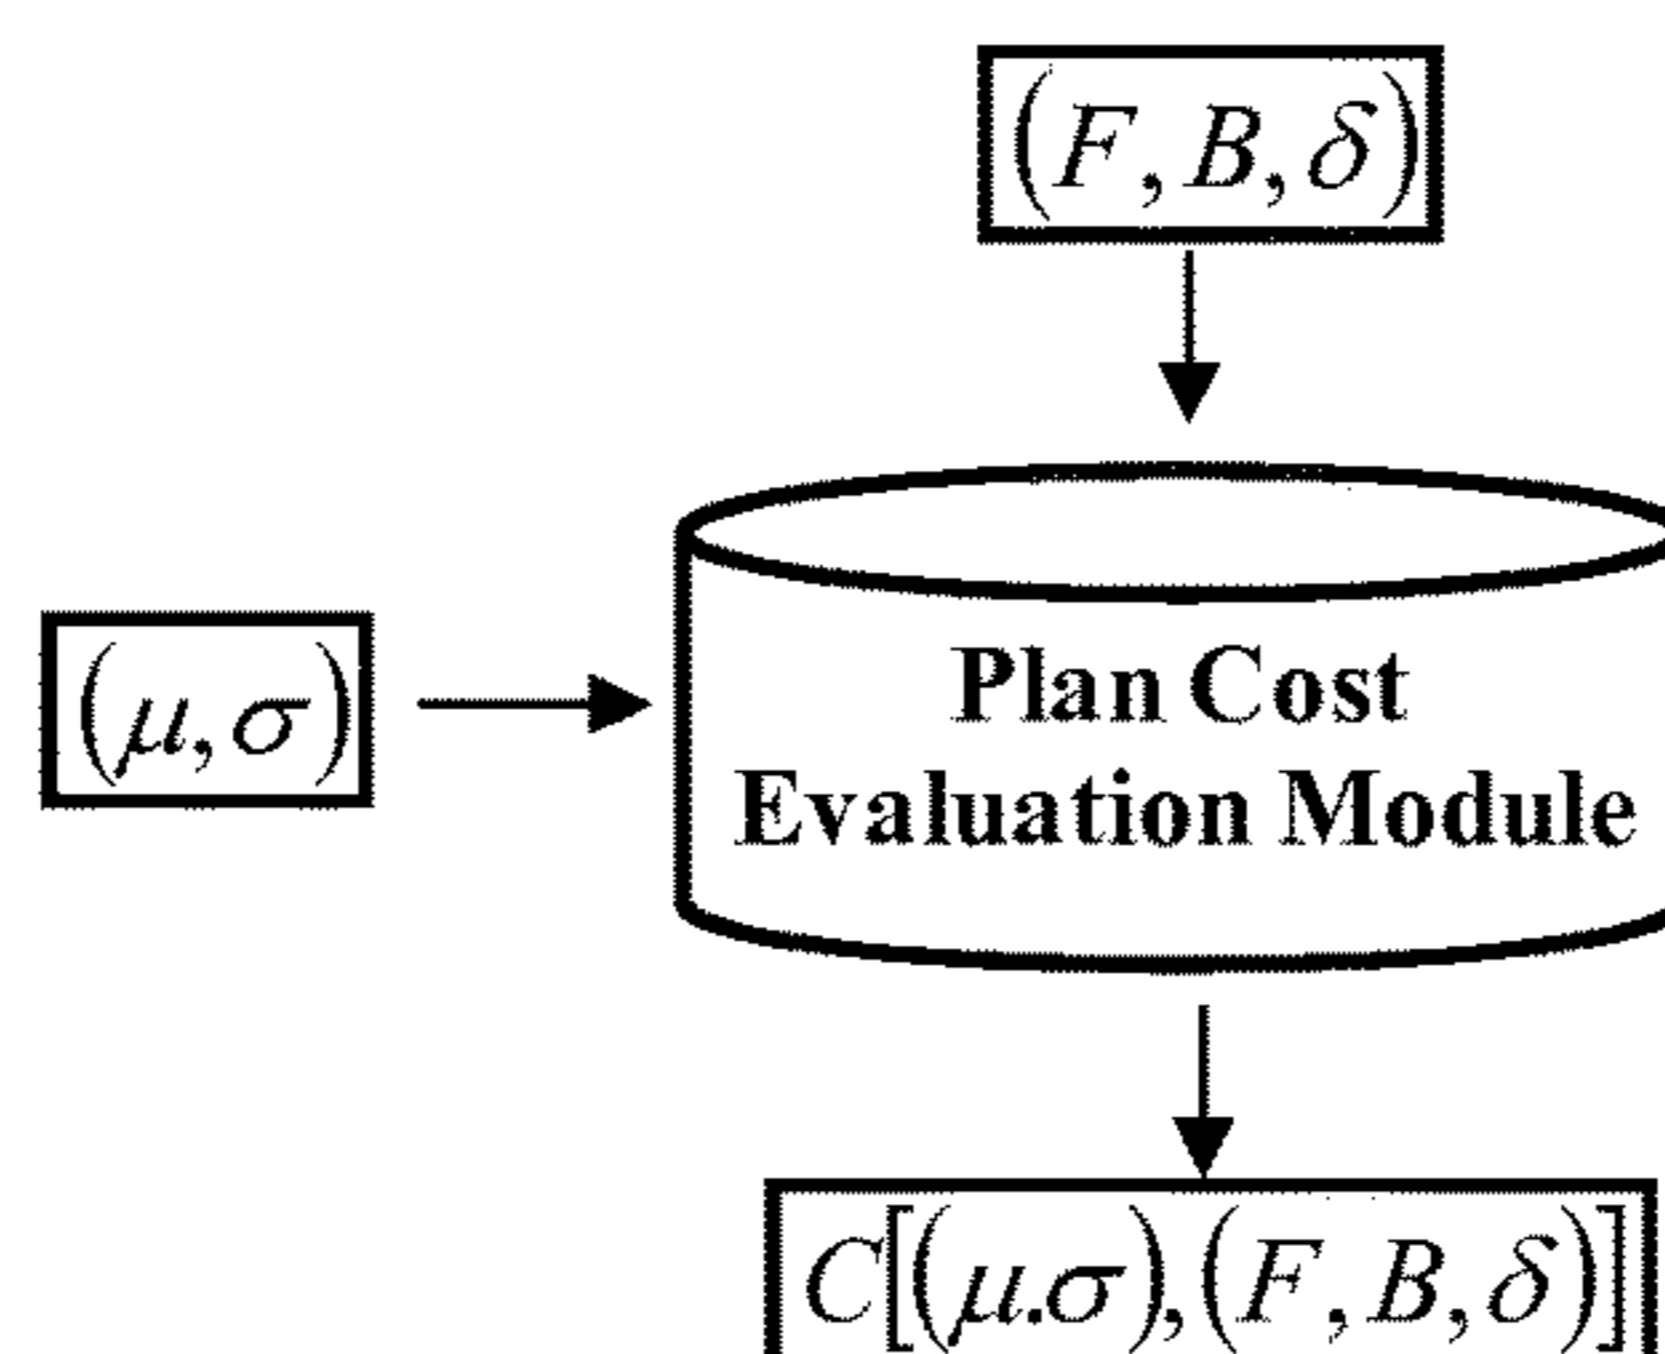 (F, B, δ)
(μ, σ)
Plan Cost
Evaluation Module
C[(μ.σ),(F, B, δ)]